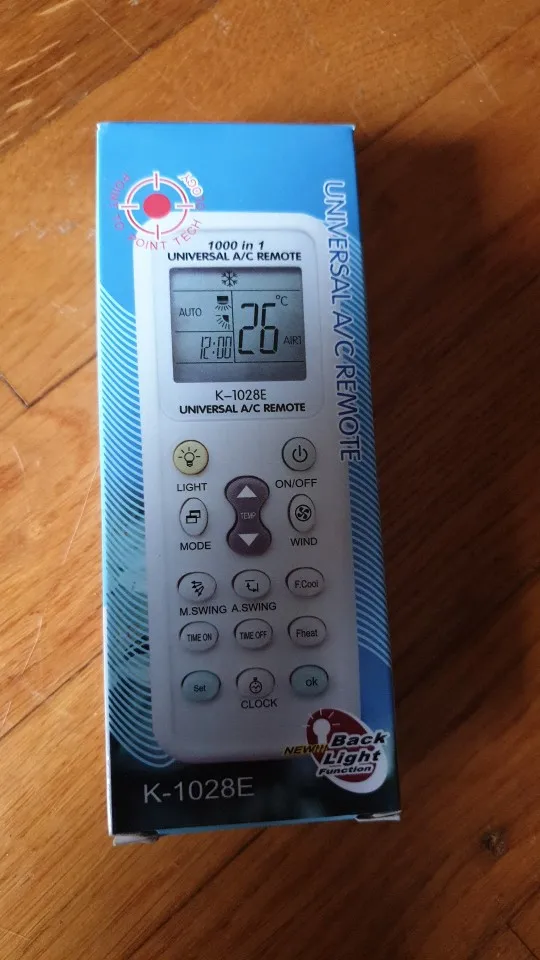 POINT TECH
UNIVERSAL A/C REMOTE
1000 in 1
UNIVERSAL A/C REMOTE
AUTO
26 °C
12:00
AIR1
K-1028E
UNIVERSAL A/C REMOTE
LIGHT
ON/OFF
TEMP
MODE
WIND
F.Cool
M.SWING A.SWING
TIME ON
TIME OFF
Fheat
Set
ok
CLOCK
NEW!!! Back
Light
Function
K-1028E